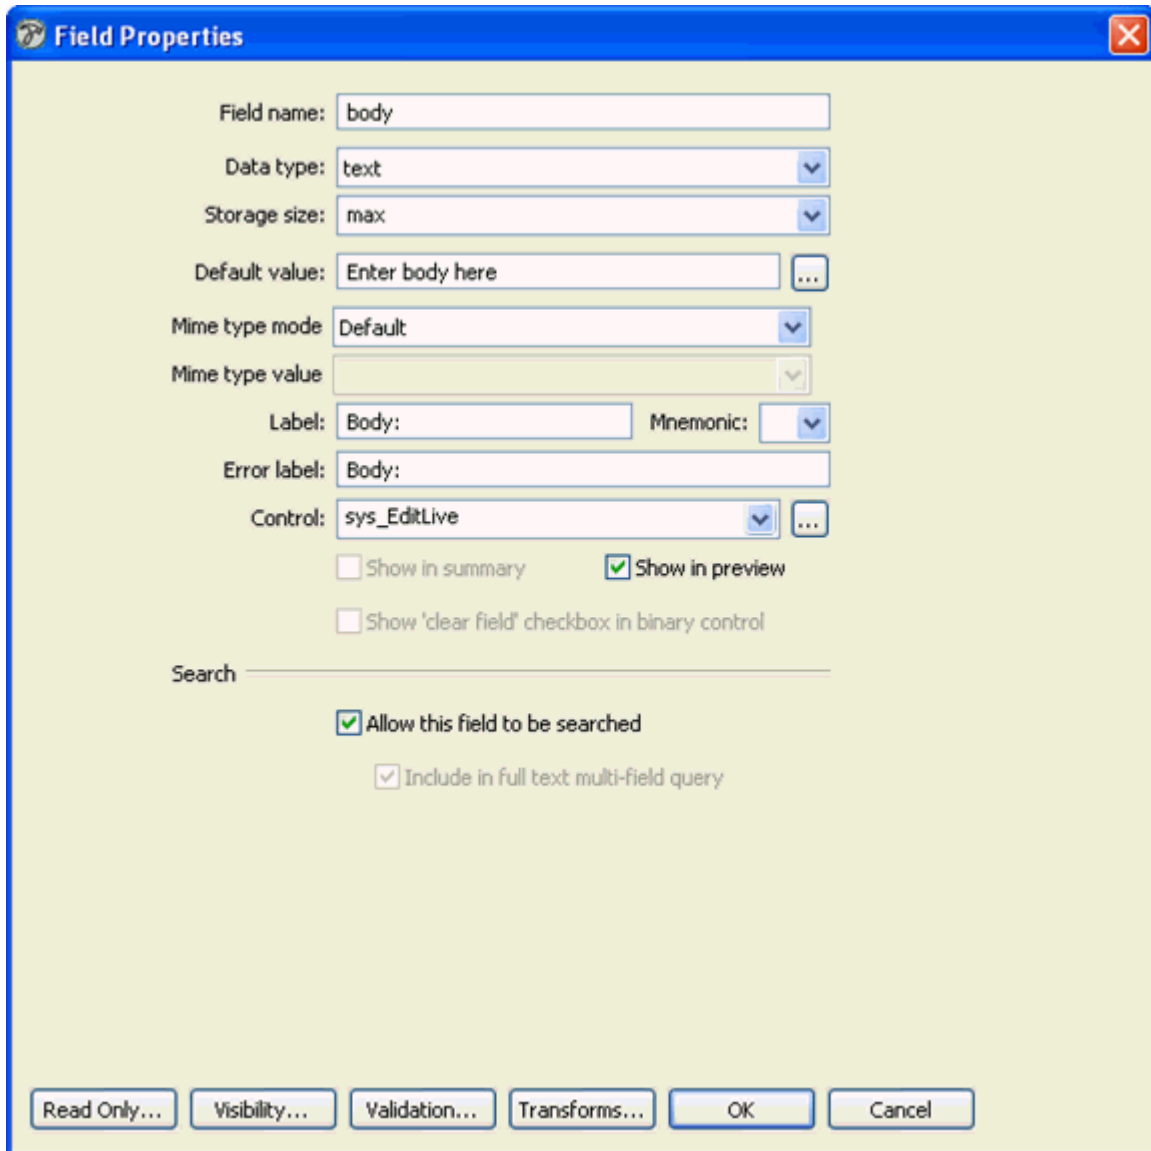 Field Properties
Field name: body
Data type: text
Storage size: max
Default value: Enter body here ...
Mime type mode Default
Mime type value
Label: Body: Mnemonic:
Error label: Body:
Control: sys_EditLive ...
Show in summary Show in preview
Show 'clear field' checkbox in binary control
Search
Allow this field to be searched
Include in full text multi-field query
Read Only... Visibility... Validation... Transforms... OK Cancel